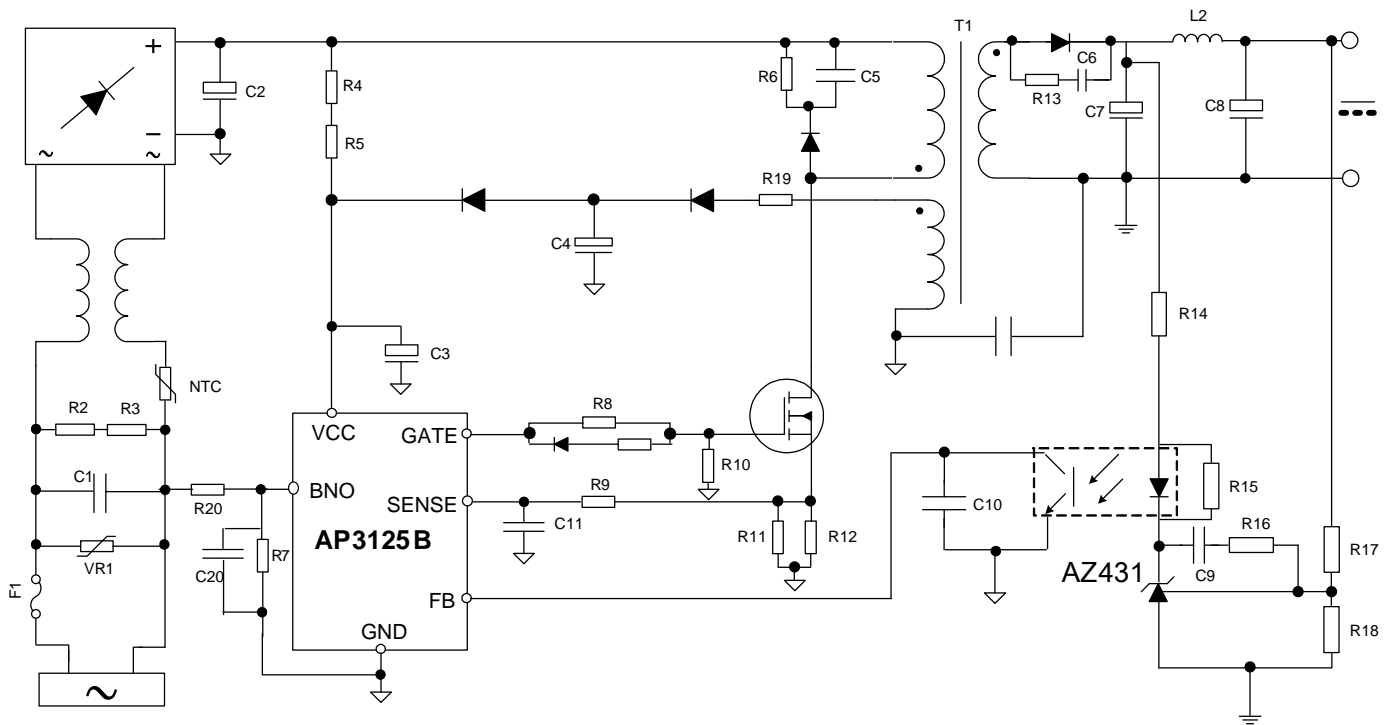 T1
L2
+
C2
R4
R6
C5
C6
R13
C7
C8
−
~
~
R5
R19
C4
R14
C3
NTC
R2
R3
R8
VCC
GATE
R10
C1
BNO
R20
R9
SENSE
C10
R15
C11
R11
R12
R16
AP3125B
R7
C20
VR1
C9
R17
AZ431
F1
FB
R18
GND
~